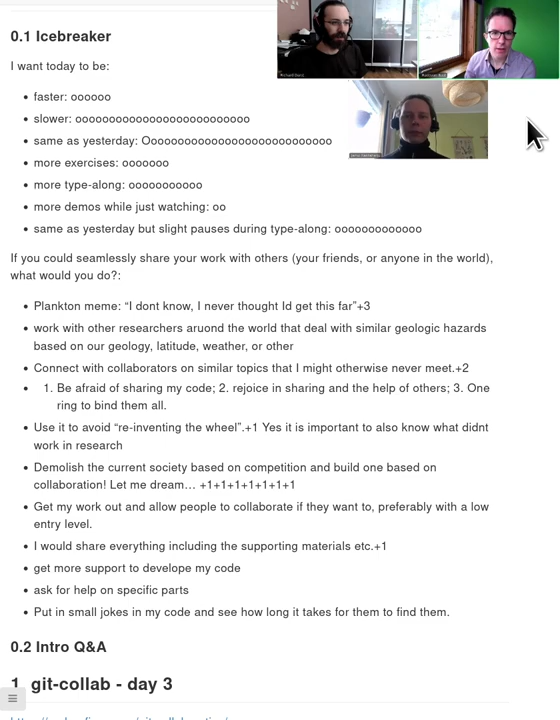 0.1 Icebreaker
I want today to be:
• faster: oooooo
• slower: oooooooooooooooooooooooooo
• same as yesterday: Ooooooooooooooooooooooooooooo
• more exercises: ooooooo
• more type-along: ooooooooooo
• more demos while just watching: oo
• same as yesterday but slight pauses during type-along: ooooooooooooo
If you could seamlessly share your work with others (your friends, or anyone in the world),
what would you do?:
• Plankton meme: “I dont know, I never thought Id get this far”+3
• work with other researchers aruond the world that deal with similar geologic hazards
based on our geology, latitude, weather, or other
• Connect with collaborators on similar topics that I might otherwise never meet.+2
• 1. Be afraid of sharing my code; 2. rejoice in sharing and the help of others; 3. One
ring to bind them all.
• Use it to avoid “re-inventing the wheel”.+1 Yes it is important to also know what didnt
work in research
• Demolish the current society based on competition and build one based on
collaboration! Let me dream… +1+1+1+1+1+1+1
• Get my work out and allow people to collaborate if they want to, preferably with a low
entry level.
• I would share everything including the supporting materials etc.+1
• get more support to develope my code
• ask for help on specific parts
• Put in small jokes in my code and see how long it takes for them to find them.
0.2 Intro Q&A
1. git-collab - day 3